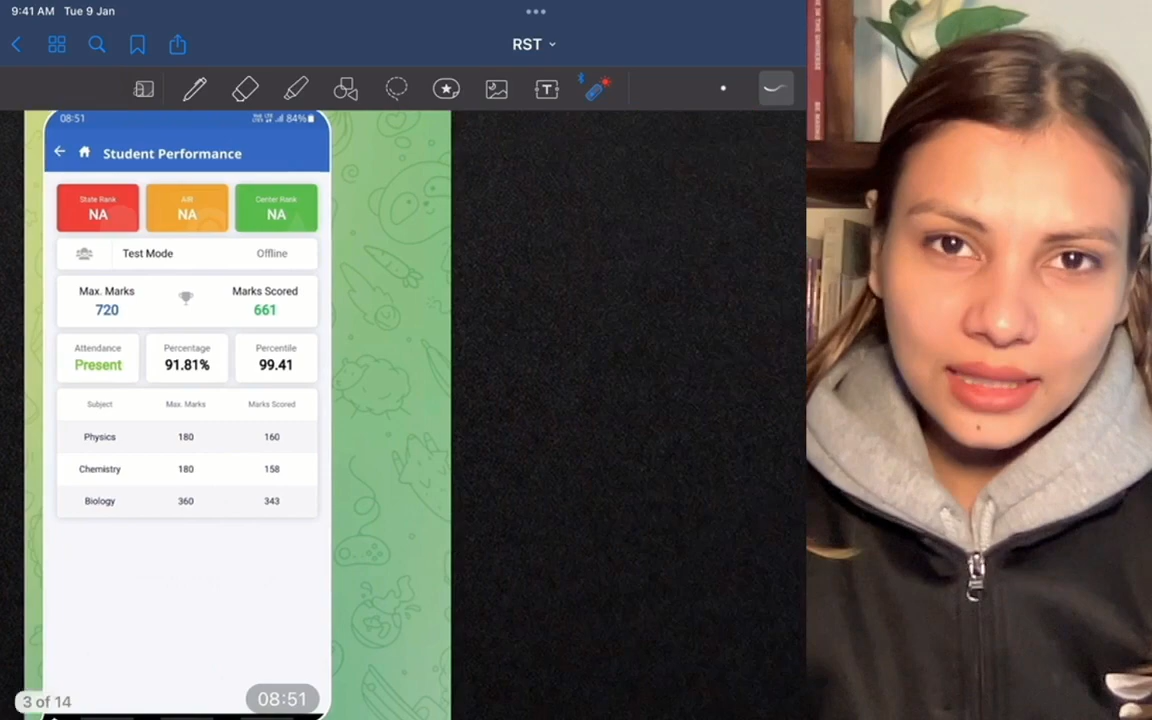 9:41 AM Tue 9 Jan
RST
T
08:51
84%
Student Performance
State Rank
NA
AIR
NA
Center Rank
NA
Test Mode
Offline
Max. Marks
720
Marks Scored
661
Attendance
Present
Percentage
91.81%
Percentile
99.41
Subject Max. Marks Marks Scored
Physics 180 160
Chemistry 180 158
Biology 360 343
3 of 14
08:51